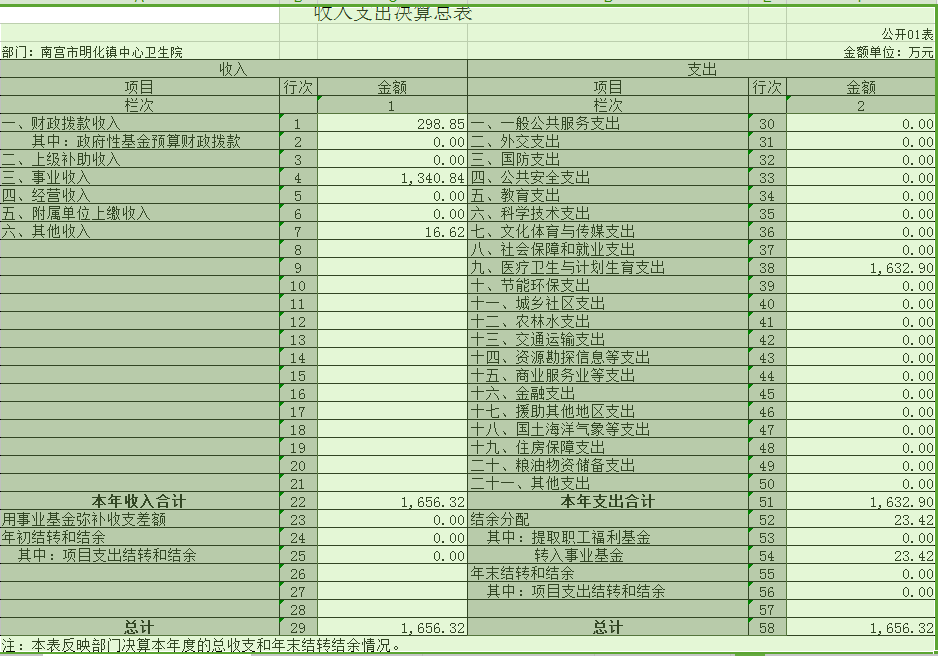 收入支出决算总表
公开01表
部门：南宫市明化镇中心卫生院 金额单位：万元
收入 支出
项目 行次 金额 项目 行次 金额
栏次 1 栏次 2
一、财政拨款收入 1 298.85 一、一般公共服务支出 30 0.00
其中：政府性基金预算财政拨款 2 0.00 二、外交支出 31 0.00
二、上级补助收入 3 0.00 三、国防支出 32 0.00
三、事业收入 4 1,340.84 四、公共安全支出 33 0.00
四、经营收入 5 0.00 五、教育支出 34 0.00
五、附属单位上缴收入 6 0.00 六、科学技术支出 35 0.00
六、其他收入 7 16.62 七、文化体育与传媒支出 36 0.00
8 八、社会保障和就业支出 37 0.00
9 九、医疗卫生与计划生育支出 38 1,632.90
10 十、节能环保支出 39 0.00
11 十一、城乡社区支出 40 0.00
12 十二、农林水支出 41 0.00
13 十三、交通运输支出 42 0.00
14 十四、资源勘探信息等支出 43 0.00
15 十五、商业服务业等支出 44 0.00
16 十六、金融支出 45 0.00
17 十七、援助其他地区支出 46 0.00
18 十八、国土海洋气象等支出 47 0.00
19 十九、住房保障支出 48 0.00
20 二十、粮油物资储备支出 49 0.00
21 二十一、其他支出 50 0.00
本年收入合计 22 1,656.32 本年支出合计 51 1,632.90
用事业基金弥补收支差额 23 0.00 结余分配 52 23.42
年初结转和结余 24 0.00 其中：提取职工福利基金 53 0.00
其中：项目支出结转和结余 25 0.00 转入事业基金 54 23.42
26 年末结转和结余 55 0.00
27 其中：项目支出结转和结余 56 0.00
28 57
总计 29 1,656.32 总计 58 1,656.32
注：本表反映部门决算本年度的总收支和年末结转结余情况。